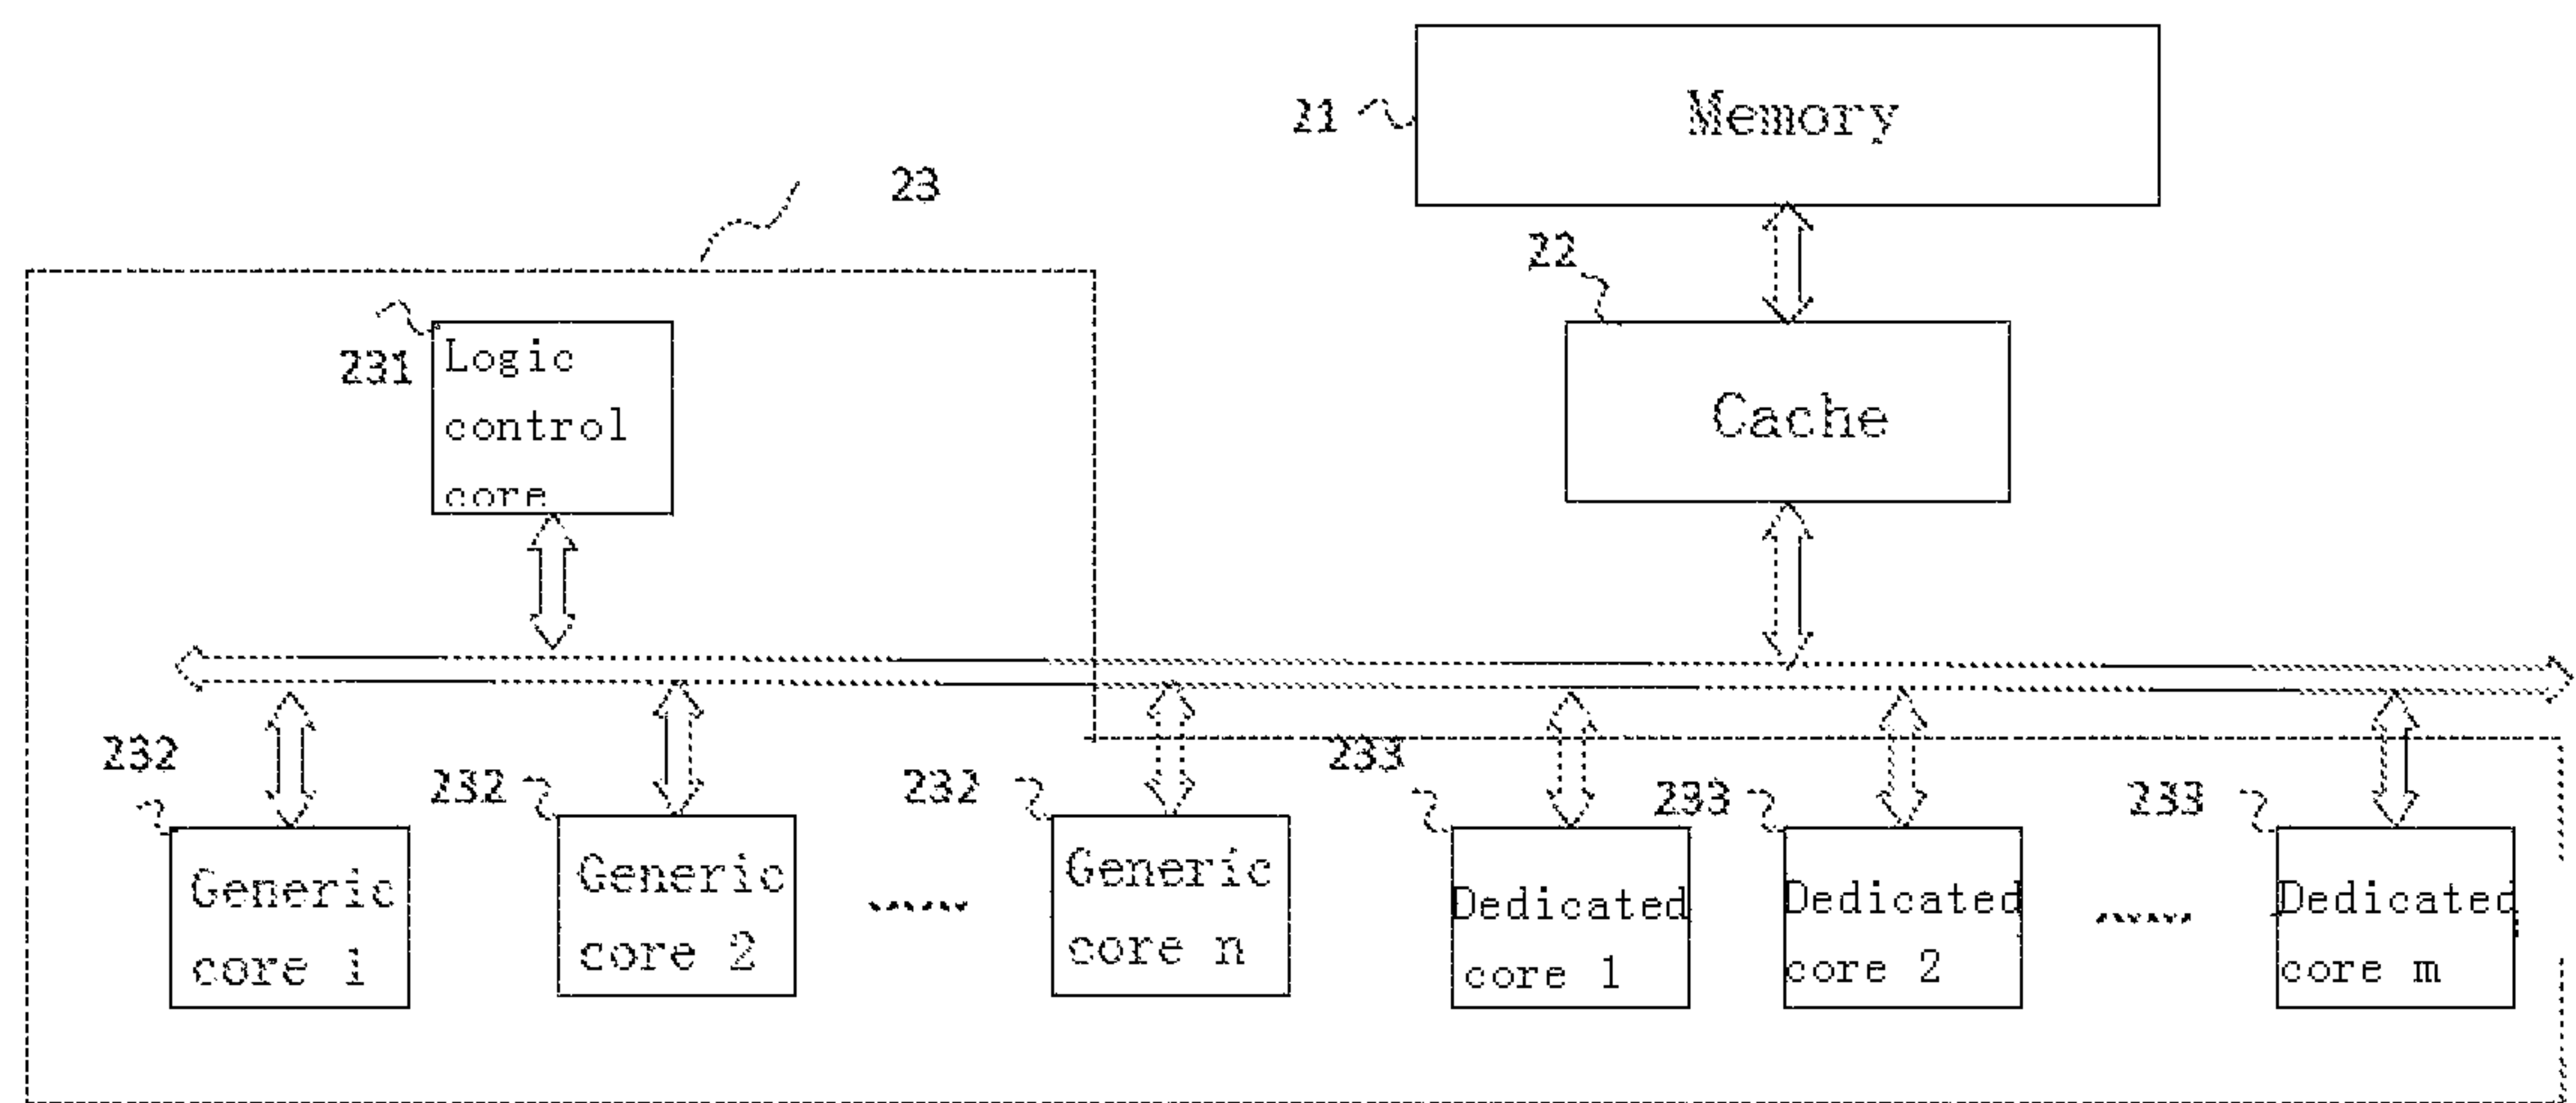 21
Memory
23
22
231
Logic
control
core
Cache
232
232
232
233
233
233
Generic
core 1
Generic
core 2
......
Generic
core n
Dedicated
core 1
Dedicated
core 2
......
Dedicated
core m